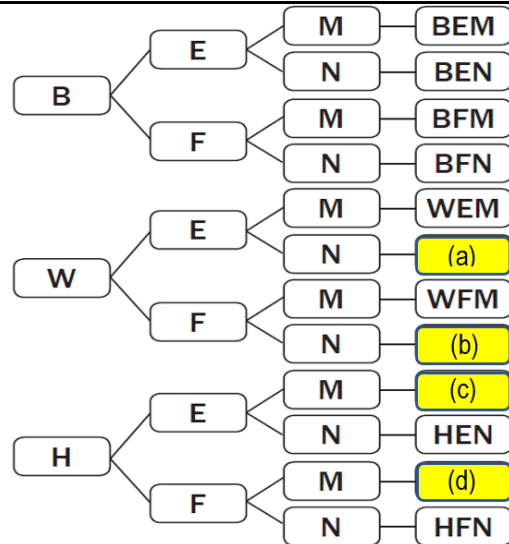 M BEM
E
N BEN
B
M BFM
F
N BFN
M WEM
E
N (a)
W
M WFM
F
N (b)
M (c)
E
N HEN
H
M (d)
F
N HFN